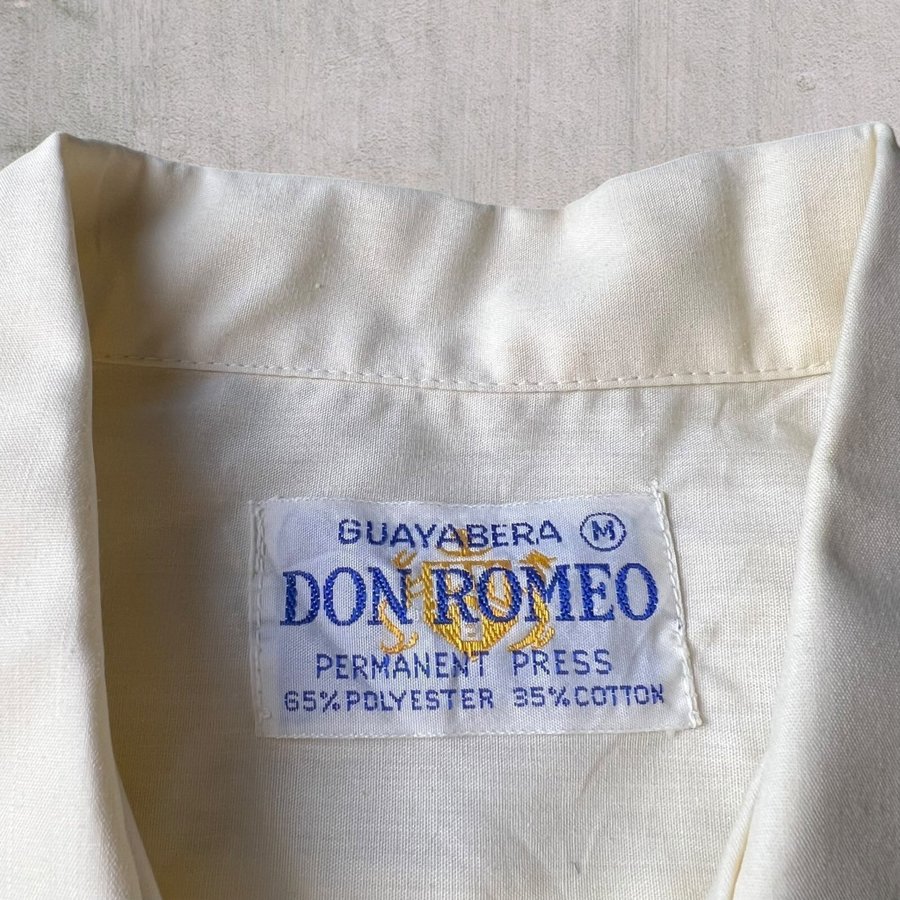 GUAYABERA M
DON ROMEO
PERMANENT PRESS
65% POLYESTER 35% COTTON